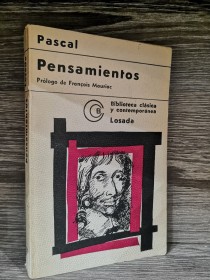 Pascal
Pensamientos
Prólogo de François Mauriac
Biblioteca clásica
y contemporánea
Losada